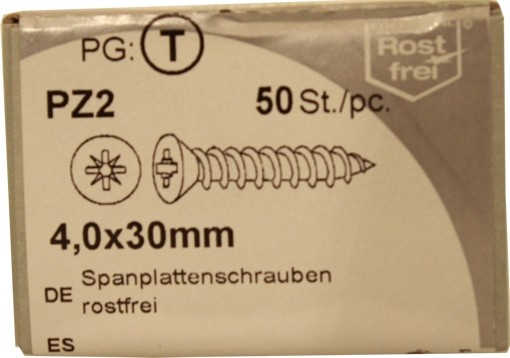 PG: T
Rost
frei
®
PZ2
50 St./pc.
4,0x30mm
DE Spanplattenschrauben
rostfrei
ES